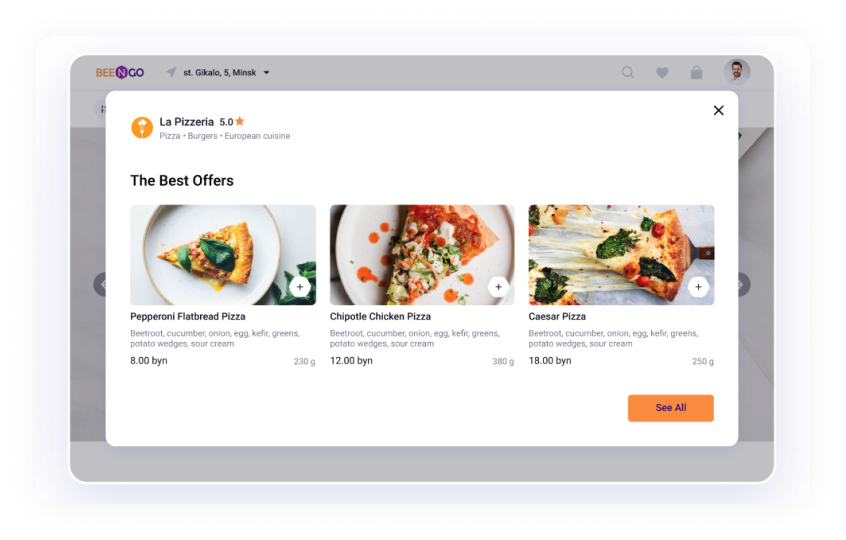 BEENGO
st. Gikalo, 5, Minsk
La Pizzeria 5.0
Pizza • Burgers • European cuisine
The Best Offers
Pepperoni Flatbread Pizza
Beetroot, cucumber, onion, egg, kefir, greens,
potato wedges, sour cream
8.00 byn
230 g
Chipotle Chicken Pizza
Beetroot, cucumber, onion, egg, kefir, greens,
potato wedges, sour cream
12.00 byn
380 g
Caesar Pizza
Beetroot, cucumber, onion, egg, kefir, greens,
potato wedges, sour cream
18.00 byn
250 g
See All